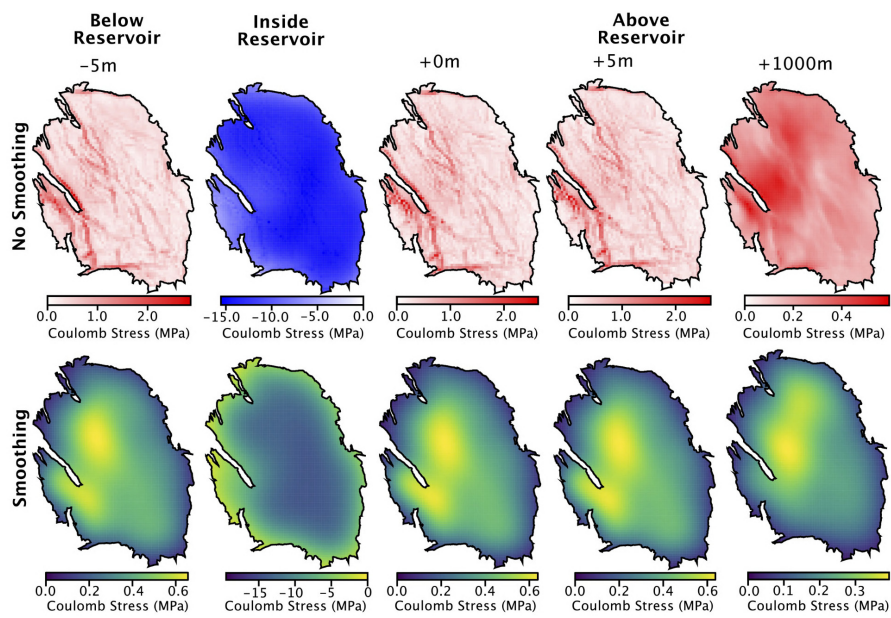 Below
Reservoir
Inside
Reservoir
Above
Reservoir
−5m
+0m
+5m
+1000m
No Smoothing
0.0 1.0 2.0
Coulomb Stress (MPa)
−15.0 −10.0 −5.0 0.0
Coulomb Stress (MPa)
0.0 1.0 2.0
Coulomb Stress (MPa)
0.0 1.0 2.0
Coulomb Stress (MPa)
0.0 0.2 0.4
Coulomb Stress (MPa)
Smoothing
0.0 0.2 0.4 0.6
Coulomb Stress (MPa)
−15 −10 −5 0
Coulomb Stress (MPa)
0.0 0.2 0.4 0.6
Coulomb Stress (MPa)
0.0 0.2 0.4 0.6
Coulomb Stress (MPa)
0.0 0.1 0.2 0.3
Coulomb Stress (MPa)